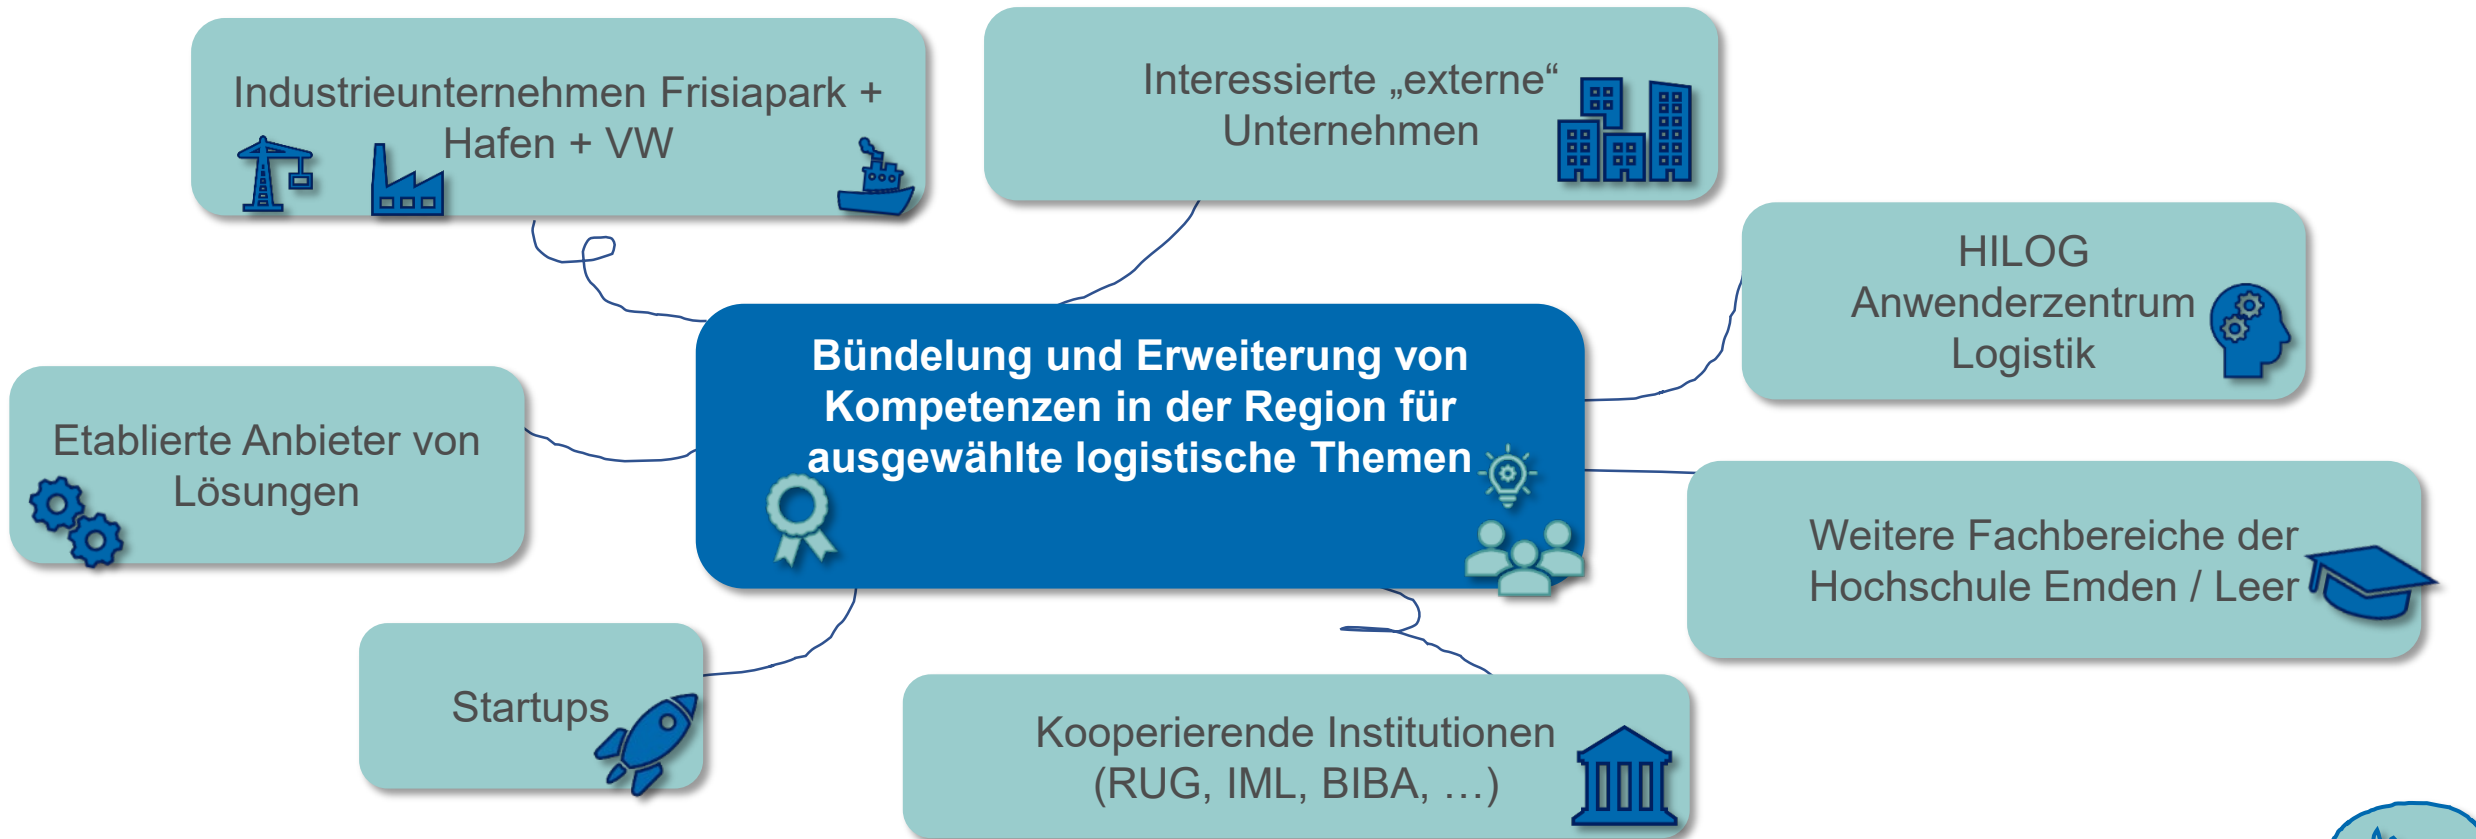 Industrieunternehmen Frisiapark +
Hafen + VW
Interessierte „externe“
Unternehmen
HILOG
Anwenderzentrum
Logistik
Bündelung und Erweiterung von
Kompetenzen in der Region für
ausgewählte logistische Themen
Etablierte Anbieter von
Lösungen
Weitere Fachbereiche der
Hochschule Emden / Leer
Startups
Kooperierende Institutionen
(RUG, IML, BIBA, …)